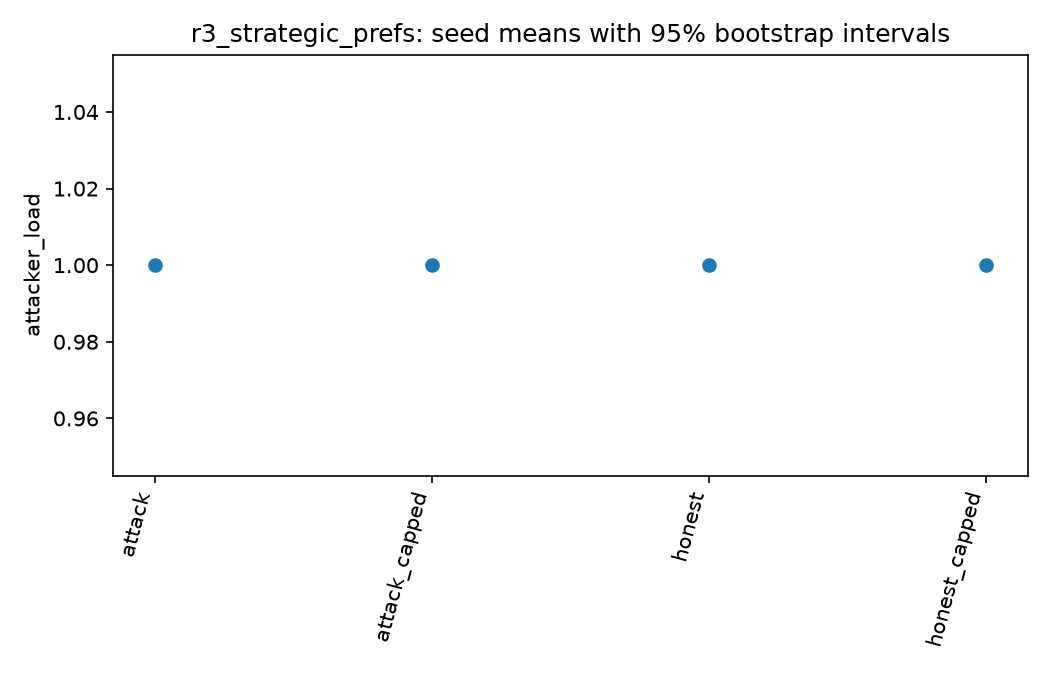 r3_strategic_prefs: seed means with 95% bootstrap intervals
attacker_load
1.04
1.02
1.00
0.98
0.96
attack
attack_capped
honest
honest_capped